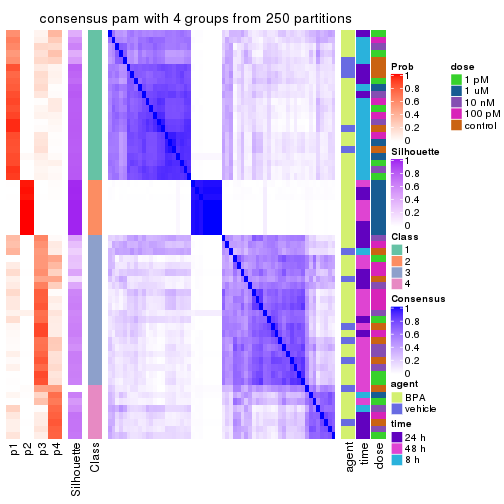 consensus pam with 4 groups from 250 partitions
p1
p2
p3
p4
Silhouette
Class
agent
time
dose
Prob
1
0.8
0.6
0.4
0.2
0
Silhouette
1
0.8
0.6
0.4
0.2
0
Class
1
2
3
4
Consensus
1
0.8
0.6
0.4
0.2
0
agent
BPA
vehicle
time
24 h
48 h
8 h
dose
1 pM
1 uM
10 nM
100 pM
control